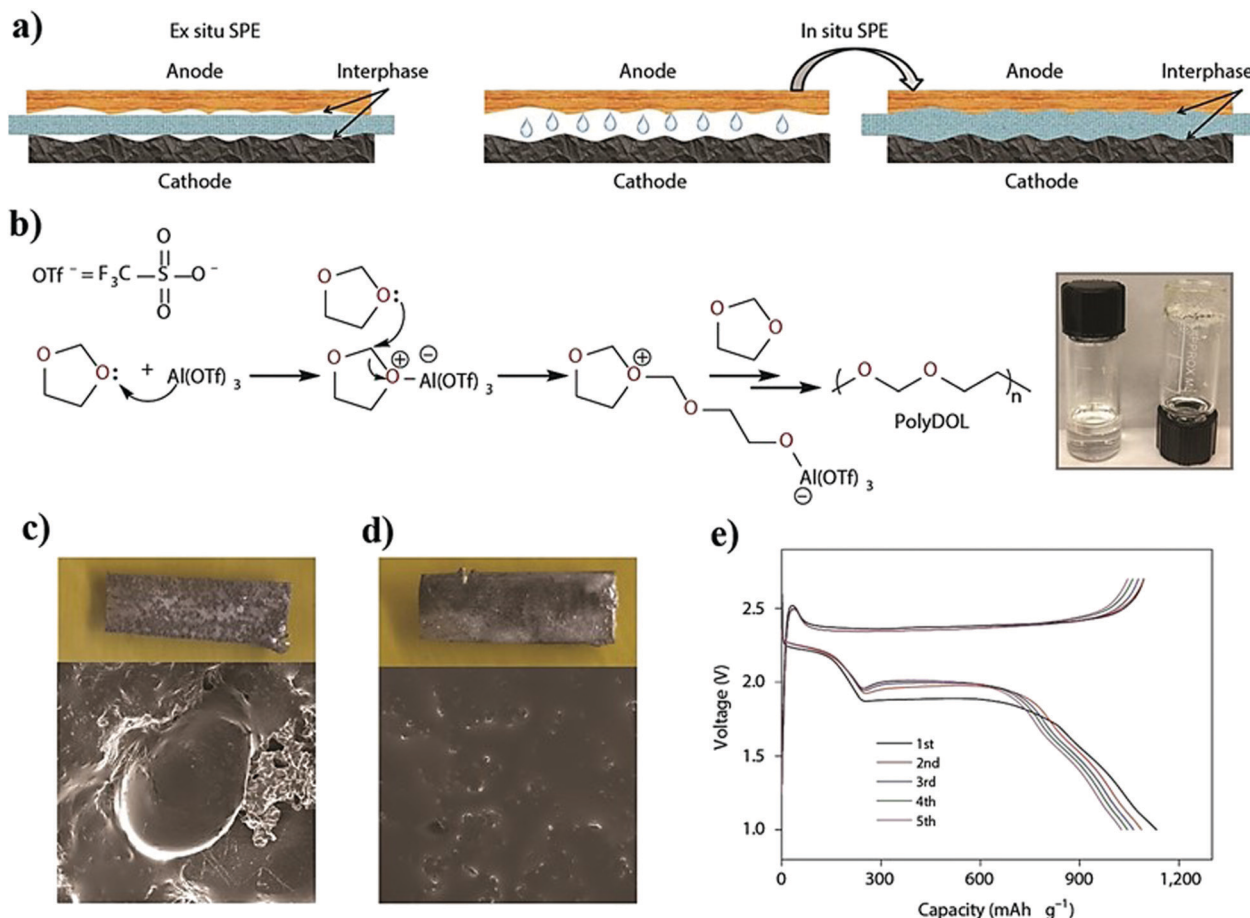 a)
Ex situ SPE
In situ SPE
Anode
Interphase
Anode
Anode
Interphase
Cathode
Cathode
Cathode
b)
O
OTf⁻ = F₃C – S – O⁻
O
O
O:
O
O: + Al(OTf)₃
O
⊕ ⊖
O – Al(OTf)₃
O
⊕
O
O
O
Al(OTf)₃
⊖
O
O
( O O )n
PolyDOL
c)
d)
e)
Voltage (V)
2.5
2.0
1.5
1.0
1st
2nd
3rd
4th
5th
0 300 600 900 1,200
Capacity (mAh g⁻¹)